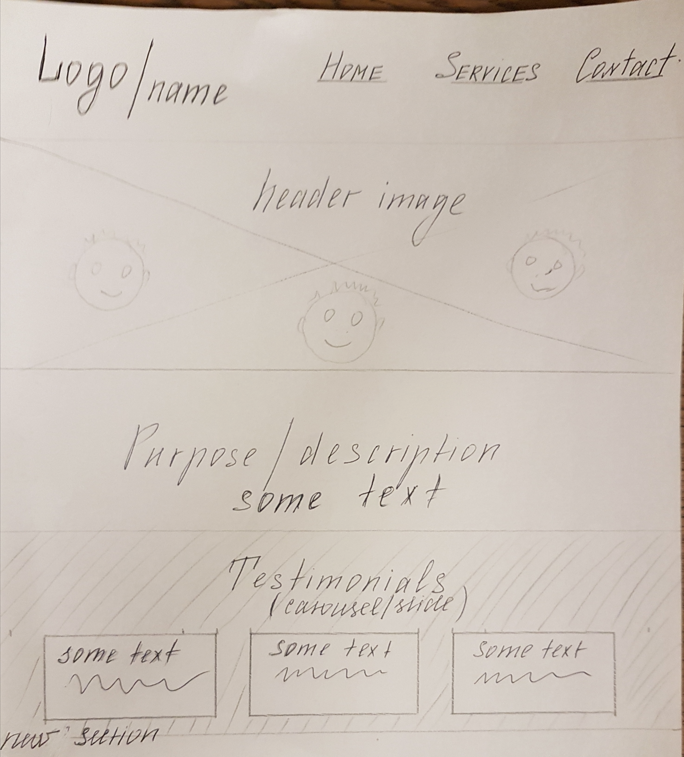 Logo/name
Home Services Contact
header image
Purpose / description
some text
Testimonials
(carousel/slide)
some text some text some text
new section